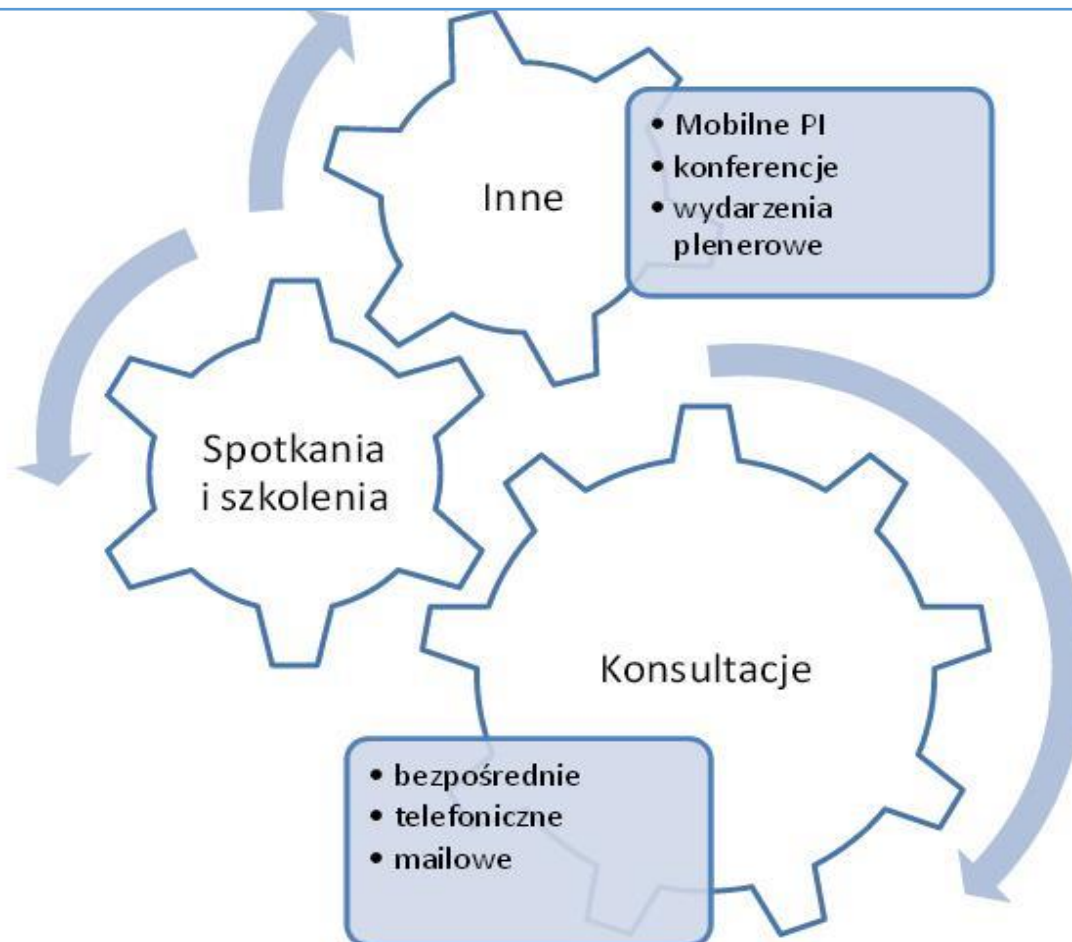 Inne
• Mobilne PI
• konferencje
• wydarzenia
plenerowe
Spotkania
i szkolenia
Konsultacje
• bezpośrednie
• telefoniczne
• mailowe